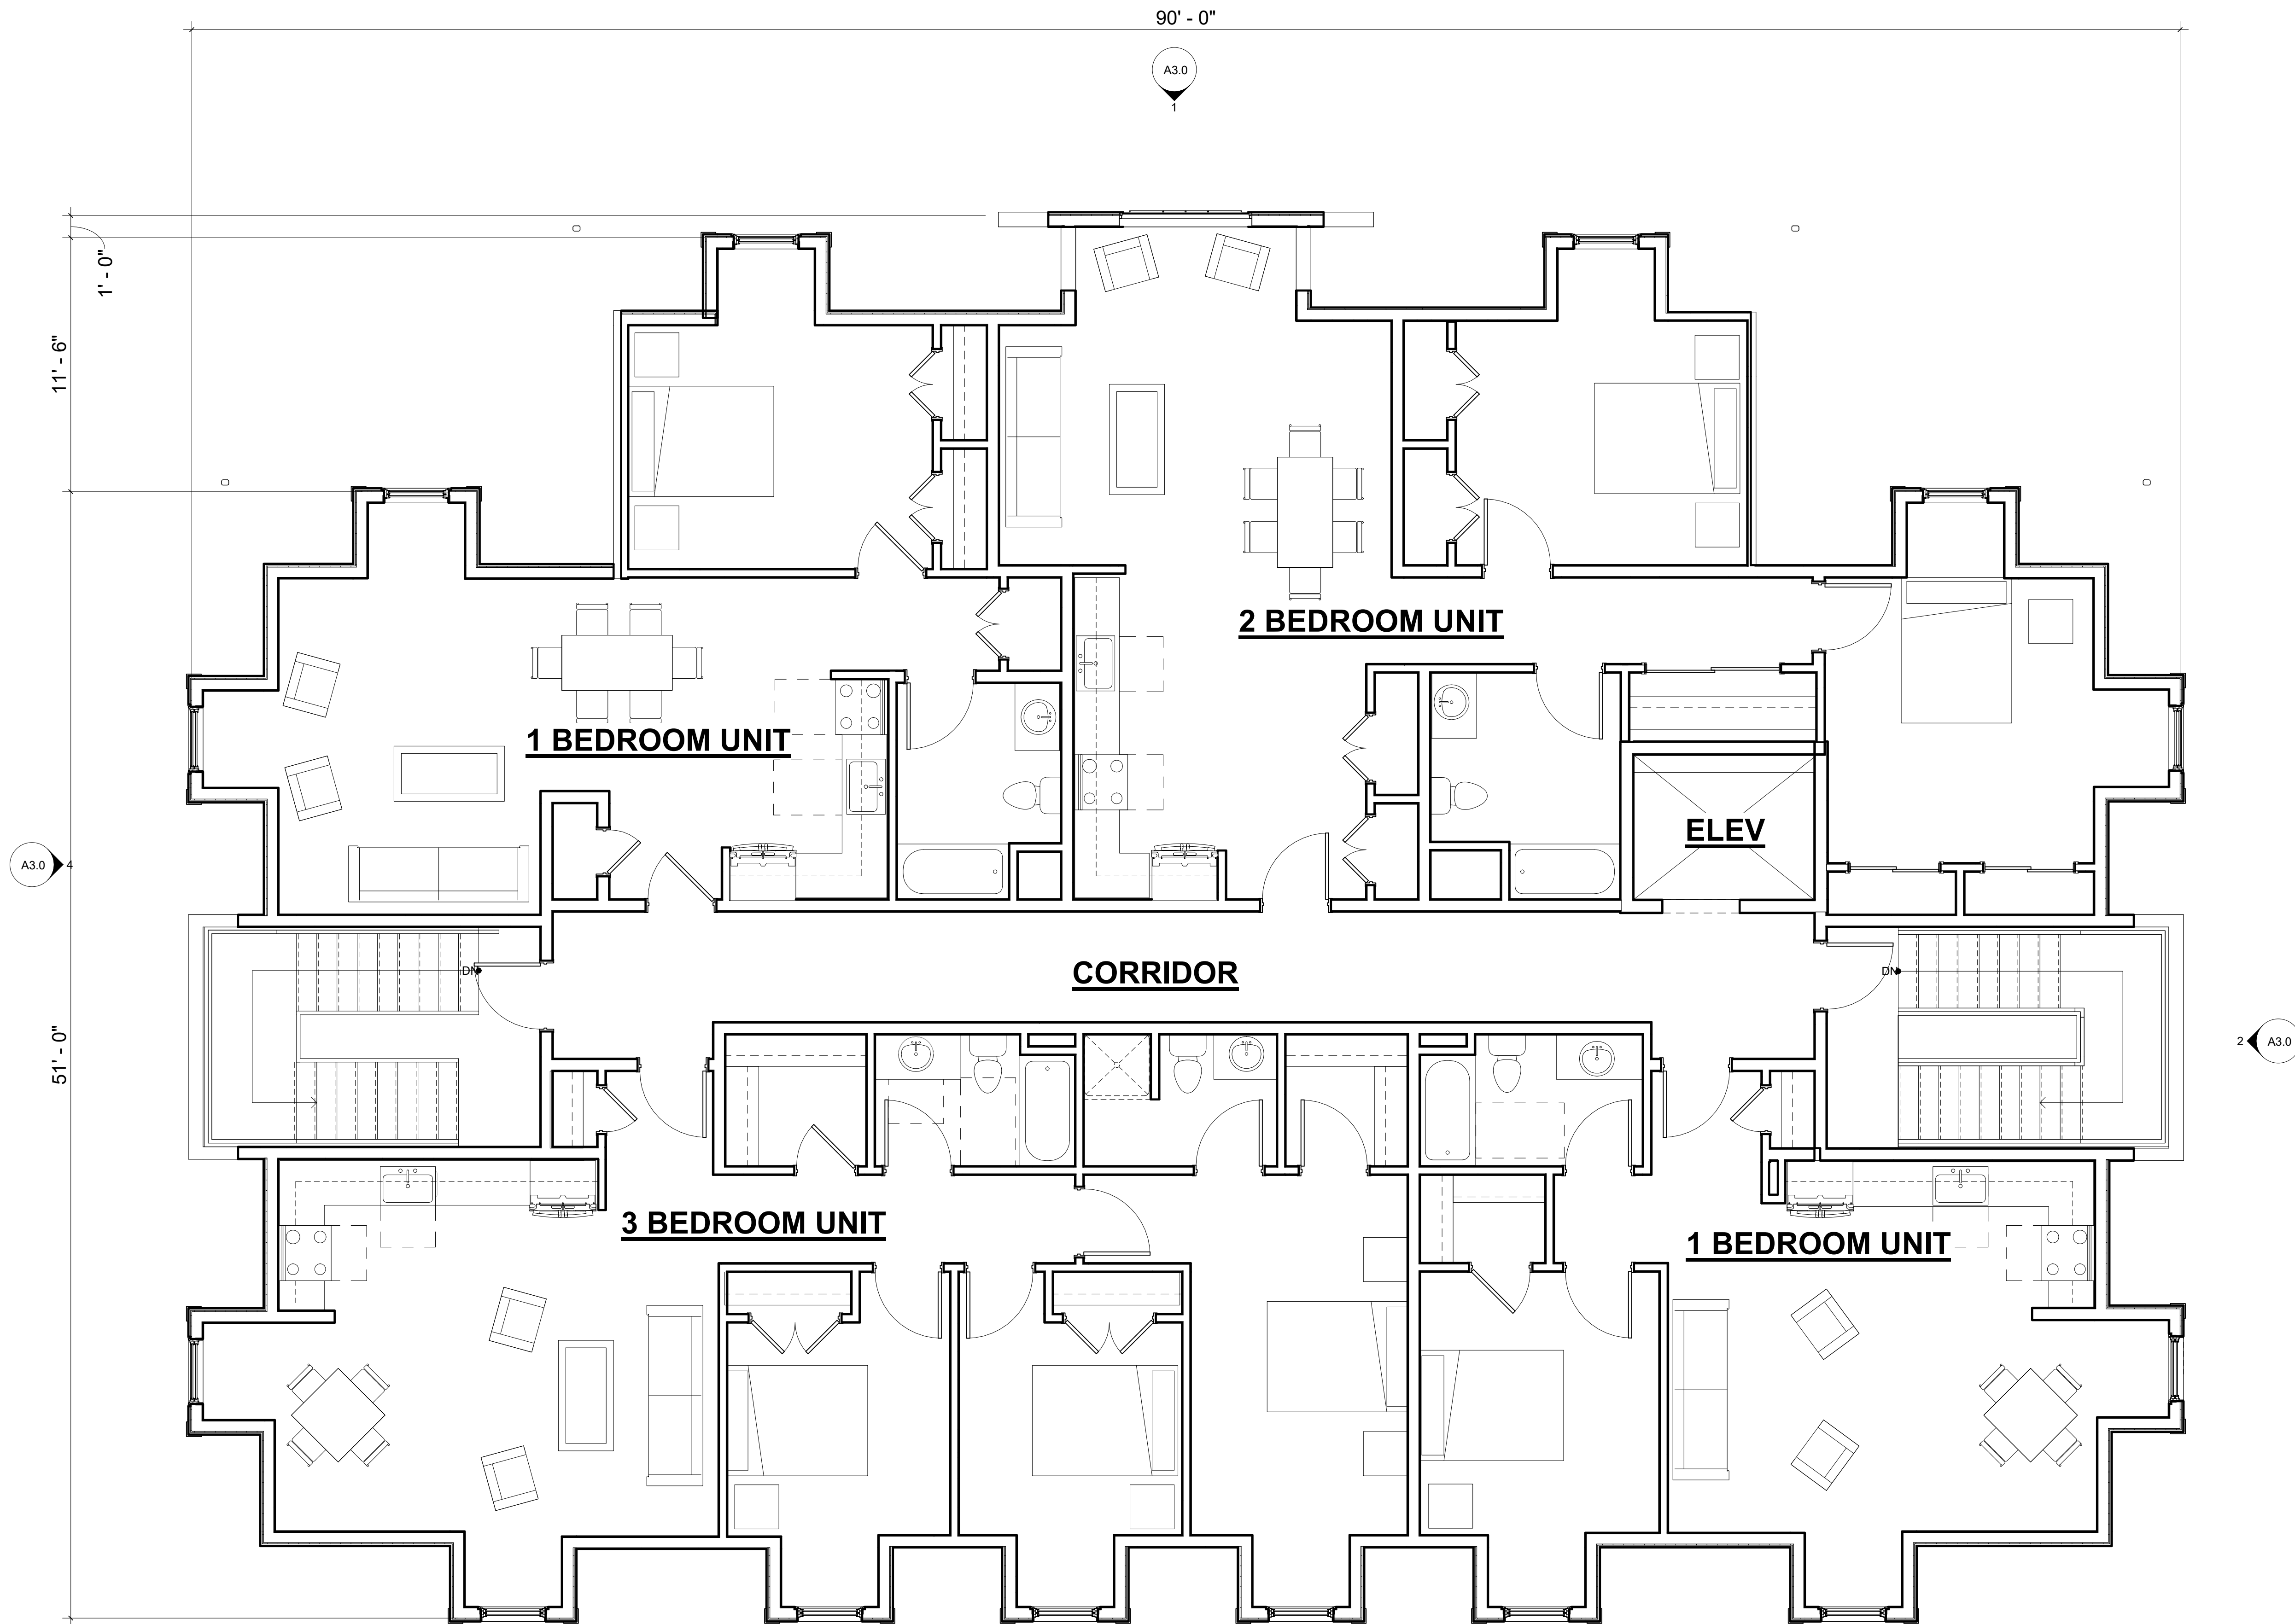 90' - 0"
A3.0
1
1' - 0"
11' - 6"
2 BEDROOM UNIT
1 BEDROOM UNIT
ELEV
A3.0
4
DN
CORRIDOR
DN
51' - 0"
2
A3.0
3 BEDROOM UNIT
1 BEDROOM UNIT